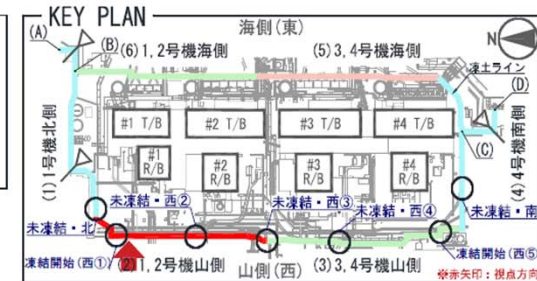 KEY PLAN
海側(東)
(A)
(B)
(6)1,2号機海側
(5)3,4号機海側
N
凍土ライン
(D)
#1 T/B
#2 T/B
#3 T/B
#4 T/B
(C)
(1)1号機北側
#1
R/B
#2
R/B
#3
R/B
#4
R/B
(4)4号機南側
未凍結・西②
未凍結・西③
未凍結・西④
未凍結・北
未凍結・南
凍結開始(西①)
(2)1,2号機山側
山側(西)
(3)3,4号機山側
凍結開始(西⑤)
※赤矢印：視点方向